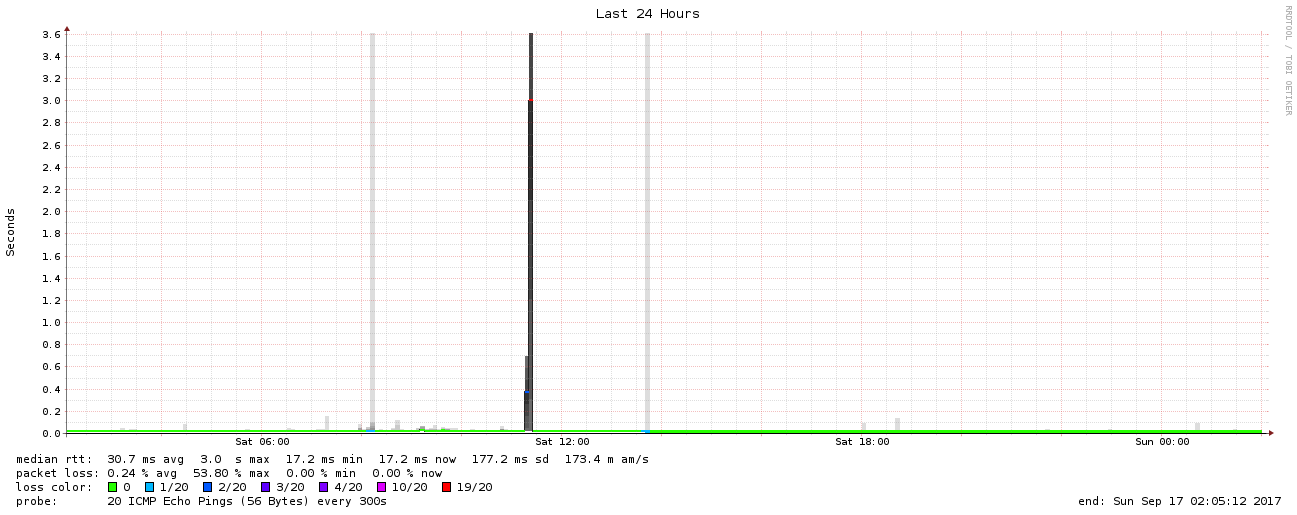 Last 24 Hours
RRDTOOL / TOBI OETIKER
Seconds
3.6
3.4
3.2
3.0
2.8
2.6
2.4
2.2
2.0
1.8
1.6
1.4
1.2
1.0
0.8
0.6
0.4
0.2
0.0
Sat 06:00 Sat 12:00 Sat 18:00 Sun 00:00
median rtt: 30.7 ms avg 3.0 s max 17.2 ms min 17.2 ms now 177.2 ms sd 173.4 m am/s
packet loss: 0.24 % avg 53.80 % max 0.00 % min 0.00 % now
loss color: 0 1/20 2/20 3/20 4/20 10/20 19/20
probe: 20 ICMP Echo Pings (56 Bytes) every 300s end: Sun Sep 17 02:05:12 2017